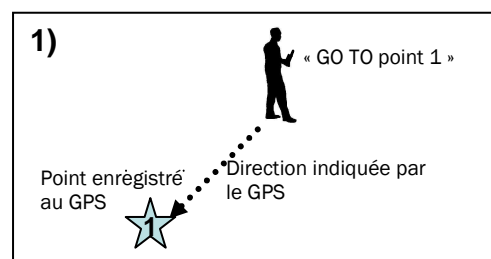 1)
« GO TO point 1 »
Direction indiquée par
le GPS
Point enrègistré
au GPS
1